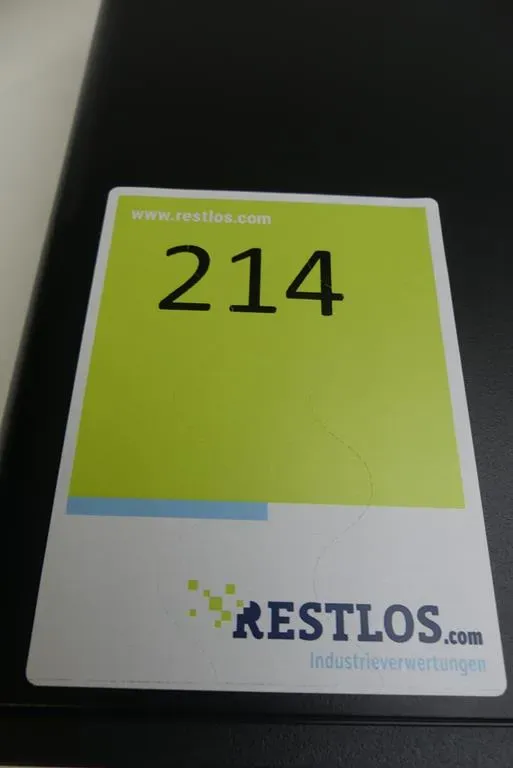 www.restlos.com
214
RESTLOS.com
Industrieverwertungen